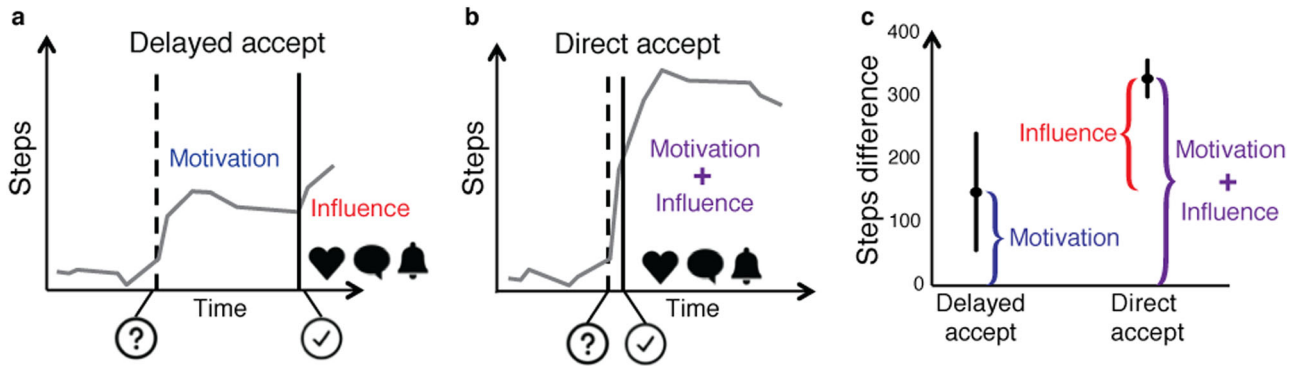 a
Delayed accept
Steps
Motivation
Influence
Time
?
b
Direct accept
Steps
Motivation
+
Influence
Time
?
c
Steps difference
400
300
200
100
0
Influence
Motivation
Motivation
+
Influence
Delayed
accept
Direct
accept